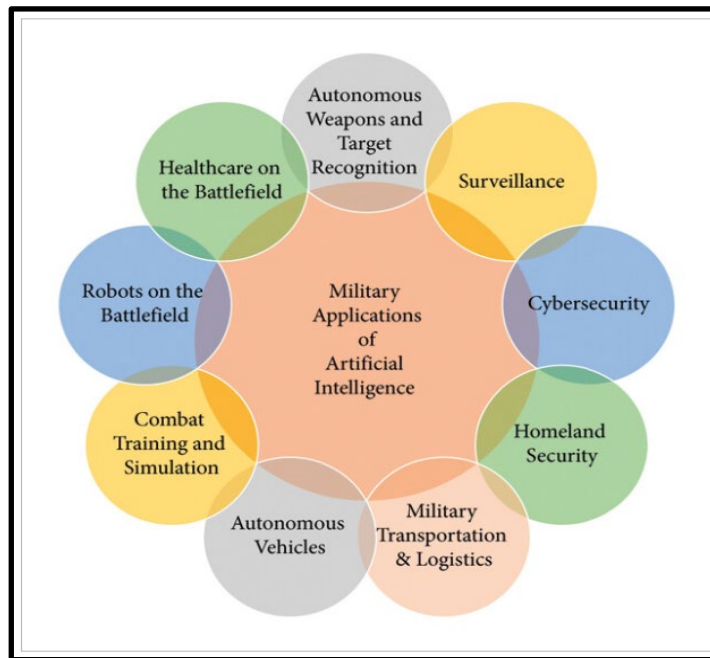 Autonomous
Weapons and
Target
Recognition
Surveillance
Cybersecurity
Homeland
Security
Military
Transportation
& Logistics
Autonomous
Vehicles
Combat
Training and
Simulation
Robots on the
Battlefield
Healthcare on
the Battlefield
Military
Applications
of
Artificial
Intelligence